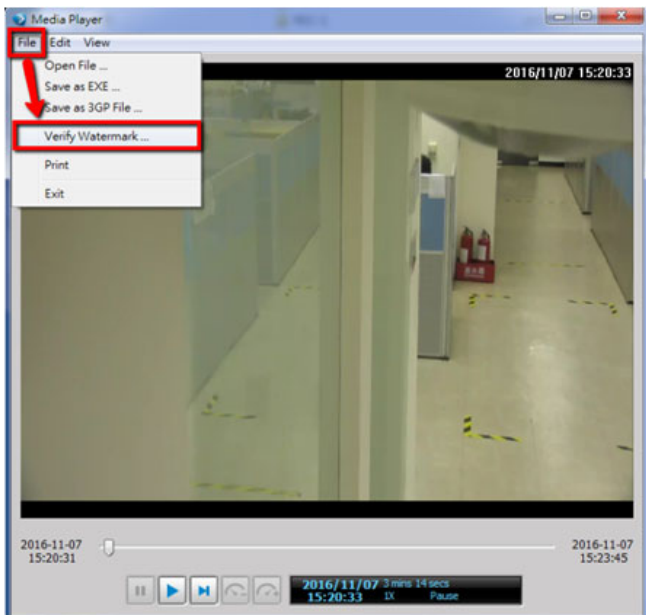 Media Player
File Edit View
Open File ...
Save as EXE ...
Save as 3GP File ...
Verify Watermark ...
Print
Exit
2016/11/07 15:20:33
2016-11-07
15:20:31
2016-11-07
15:23:45
2016/11/07 3 mins 14 secs
15:20:33 1X Pause